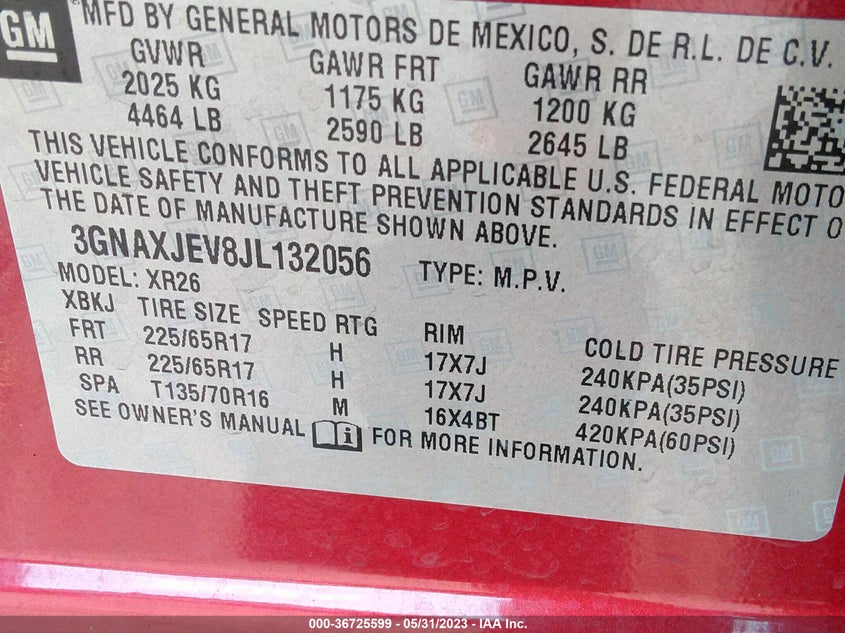 GM
MFD BY GENERAL MOTORS DE MEXICO, S. DE R.L. DE C.V.
GVWR GAWR FRT GAWR RR
2025 KG 1175 KG 1200 KG
4464 LB 2590 LB 2645 LB
THIS VEHICLE CONFORMS TO ALL APPLICABLE U.S. FEDERAL MOTO
VEHICLE SAFETY AND THEFT PREVENTION STANDARDS IN EFFECT O
THE DATE OF MANUFACTURE SHOWN ABOVE.
3GNAXJEV8JL132056 TYPE: M.P.V.
MODEL: XR26
XBKJ TIRE SIZE SPEED RTG RIM COLD TIRE PRESSURE
FRT 225/65R17 H 17X7J 240KPA(35PSI)
RR 225/65R17 H 17X7J 240KPA(35PSI)
SPA T135/70R16 M 16X4BT 420KPA(60PSI)
SEE OWNER'S MANUAL FOR MORE INFORMATION.
000-36725599 — 05/31/2023 — IAA Inc.